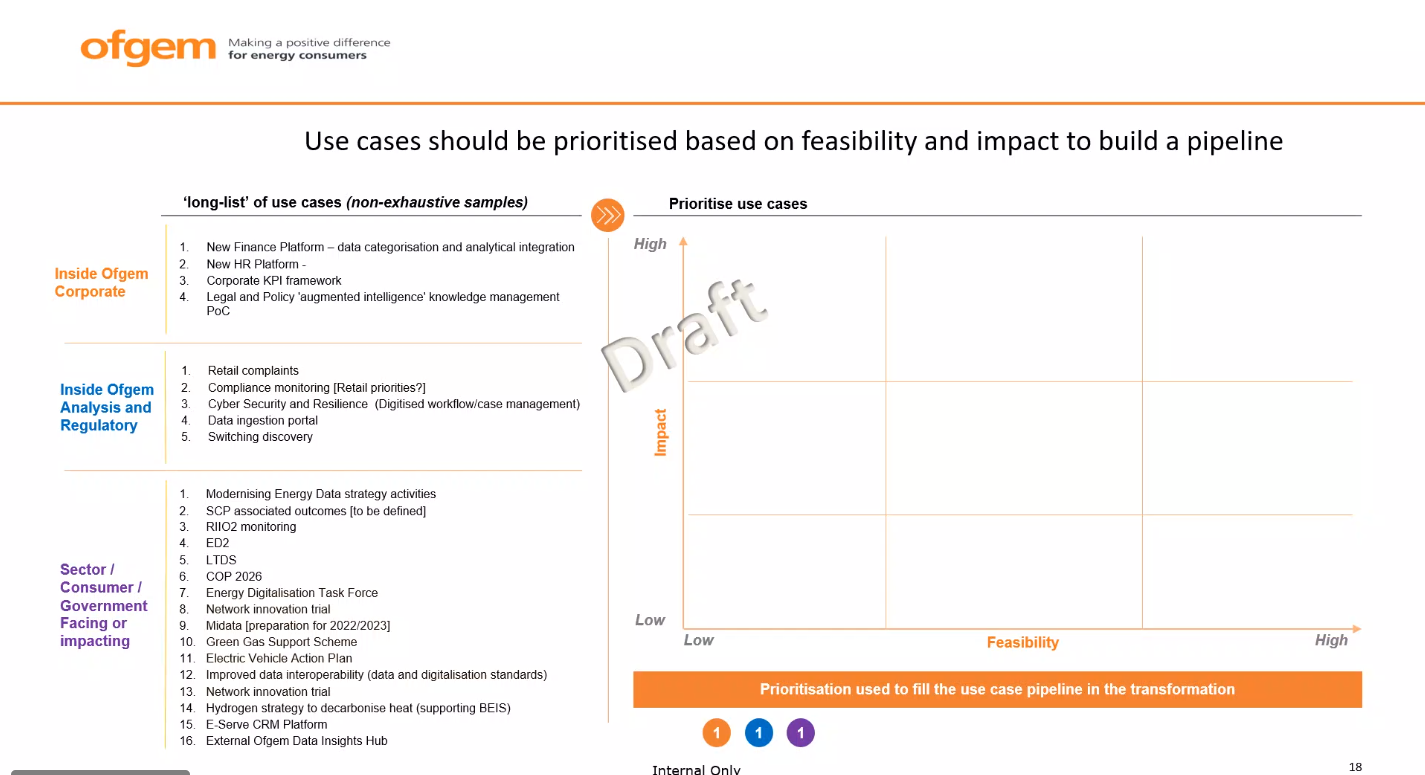 ofgem
Making a positive difference
for energy consumers
Use cases should be prioritised based on feasibility and impact to build a pipeline
'long-list' of use cases (non-exhaustive samples)
Inside Ofgem
Corporate
1. New Finance Platform – data categorisation and analytical integration
2. New HR Platform -
3. Corporate KPI framework
4. Legal and Policy 'augmented intelligence' knowledge management
PoC
Inside Ofgem
Analysis and
Regulatory
1. Retail complaints
2. Compliance monitoring [Retail priorities?]
3. Cyber Security and Resilience (Digitised workflow/case management)
4. Data ingestion portal
5. Switching discovery
Sector /
Consumer /
Government
Facing or
impacting
1. Modernising Energy Data strategy activities
2. SCP associated outcomes [to be defined]
3. RIIO2 monitoring
4. ED2
5. LTDS
6. COP 2026
7. Energy Digitalisation Task Force
8. Network innovation trial
9. Midata [preparation for 2022/2023]
10. Green Gas Support Scheme
11. Electric Vehicle Action Plan
12. Improved data interoperability (data and digitalisation standards)
13. Network innovation trial
14. Hydrogen strategy to decarbonise heat (supporting BEIS)
15. E-Serve CRM Platform
16. External Ofgem Data Insights Hub
Prioritise use cases
High
Draft
Impact
Low
Low
Feasibility
High
Prioritisation used to fill the use case pipeline in the transformation
1 1 1
Internal Only
18